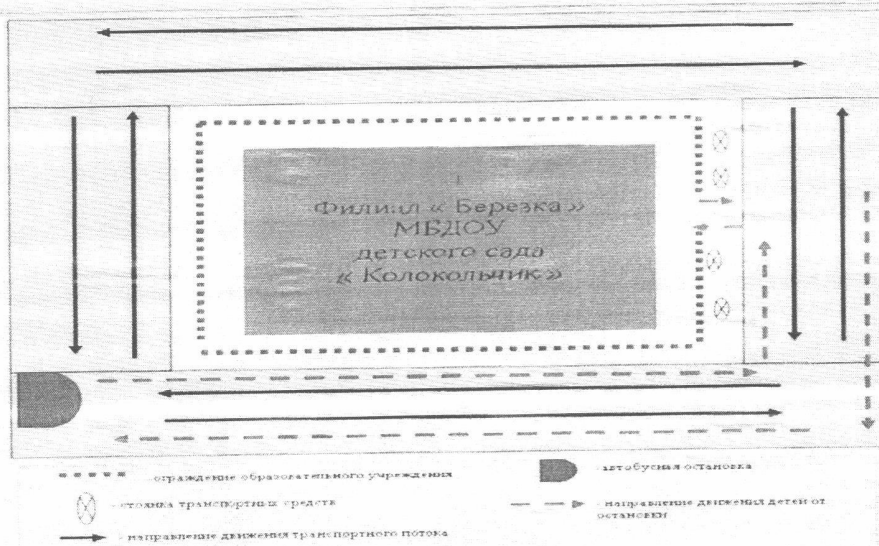 Филиал « Березка»
МБДОУ
детского сада
« Колокольчик»
-ограждение образовательного учреждения
-автобусная остановка
-стоянка транспортных средств
-направление движения детей от
остановки
- направление движения транспортного потока